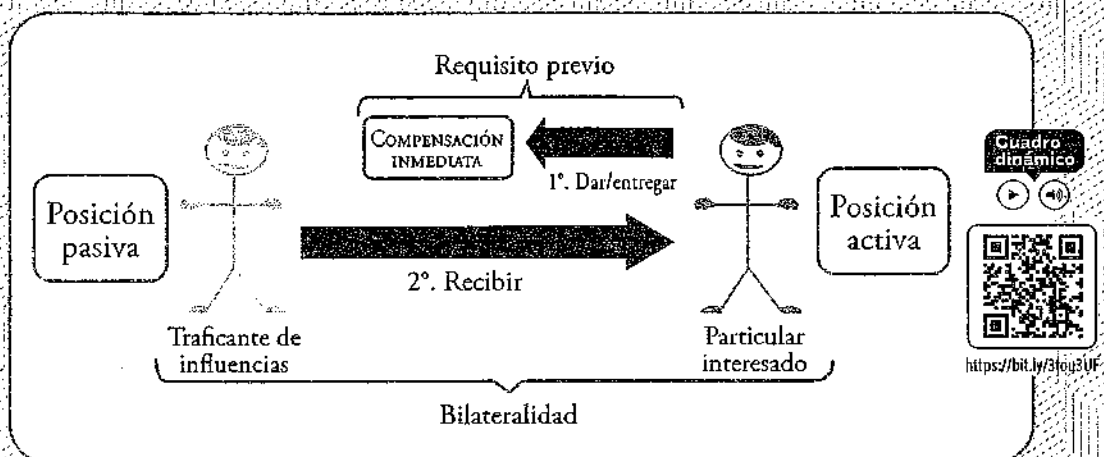 Requisito previo
COMPENSACIÓN
INMEDIATA
1°. Dar/entregar
Cuadro
dinámico
Posición
pasiva
2°. Recibir
Posición
activa
Traficante de
influencias
Particular
interesado
Bilateralidad